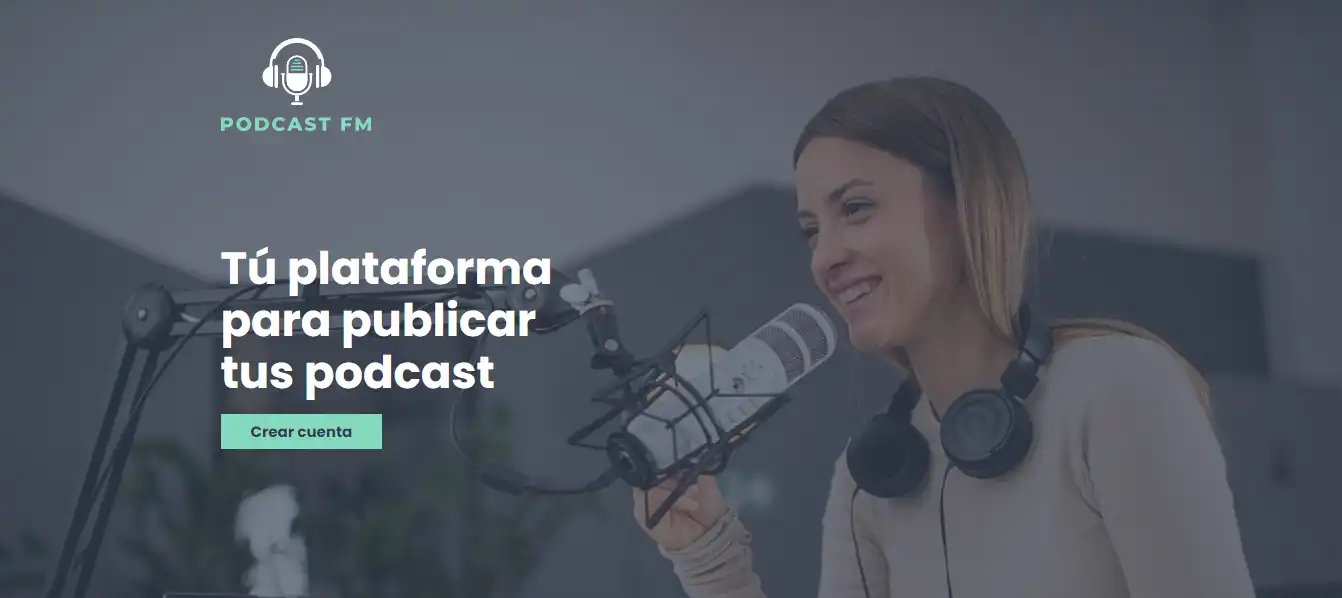 PODCAST FM
Tú plataforma
para publicar
tus podcast
Crear cuenta